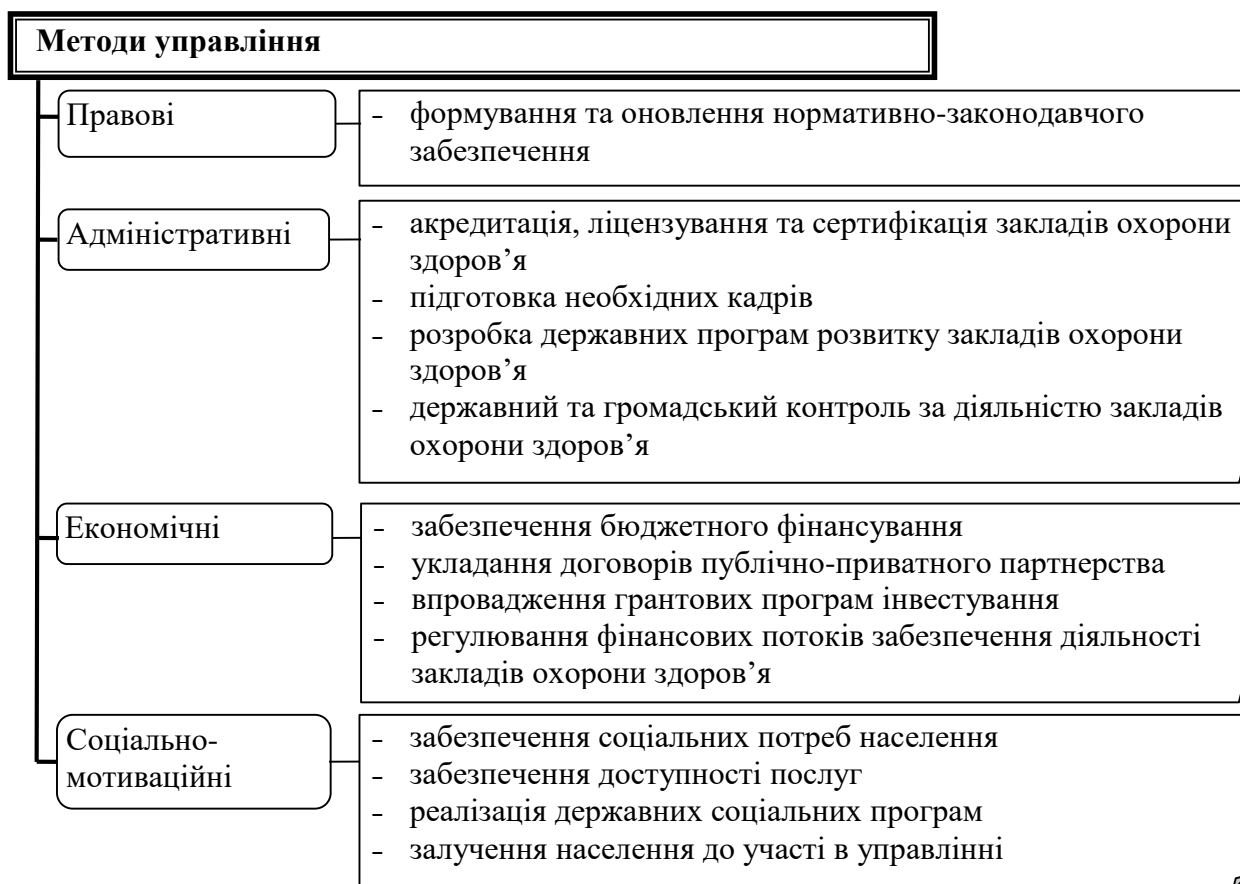 Методи управління
Правові
- формування та оновлення нормативно-законодавчого
забезпечення
Адміністративні
- акредитація, ліцензування та сертифікація закладів охорони
здоров’я
- підготовка необхідних кадрів
- розробка державних програм розвитку закладів охорони
здоров’я
- державний та громадський контроль за діяльністю закладів
охорони здоров’я
Економічні
- забезпечення бюджетного фінансування
- укладання договорів публічно-приватного партнерства
- впровадження грантових програм інвестування
- регулювання фінансових потоків забезпечення діяльності
закладів охорони здоров’я
Соціально-
мотиваційні
- забезпечення соціальних потреб населення
- забезпечення доступності послуг
- реалізація державних соціальних програм
- залучення населення до участі в управлінні